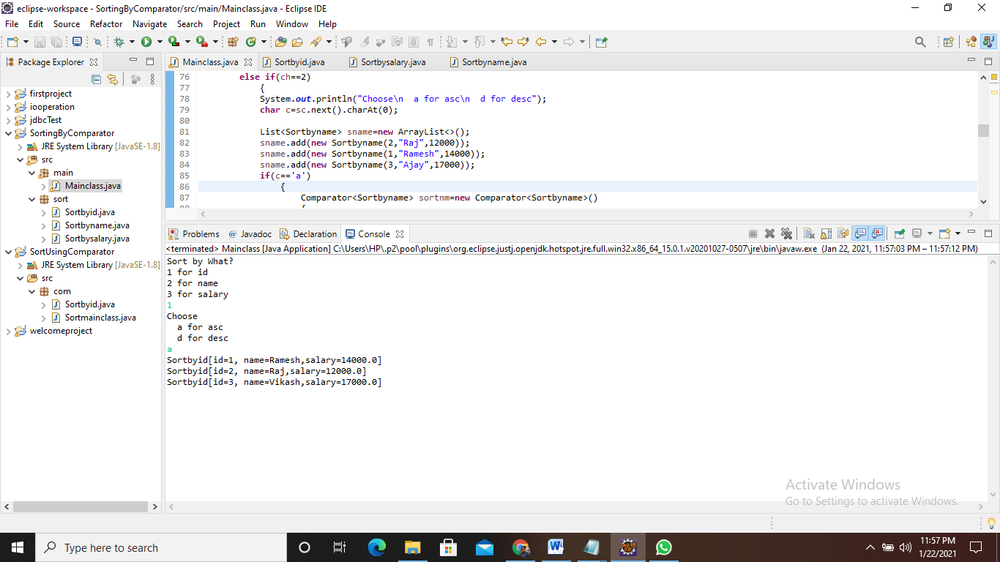 eclipse-workspace - SortingByComparator/src/main/Mainclass.java - Eclipse IDE
File Edit Source Refactor Navigate Search Project Run Window Help
Package Explorer
firstproject
iooperation
jdbcTest
SortingByComparator
JRE System Library [JavaSE-1.8]
src
main
Mainclass.java
sort
Sortbyid.java
Sortbyname.java
Sortbysalary.java
SortUsingComparator
JRE System Library [JavaSE-1.8]
src
com
Sortbyid.java
Sortmainclass.java
welcomeproject
Mainclass.java Sortbyid.java Sortbysalary.java Sortbyname.java
76 else if(ch==2)
77 {
78 System.out.println("Choose\n  a for asc\n  d for desc");
79 char c=sc.next().charAt(0);
80
81 List<Sortbyname> sname=new ArrayList<>();
82 sname.add(new Sortbyname(2,"Raj",12000));
83 sname.add(new Sortbyname(1,"Ramesh",14000));
84 sname.add(new Sortbyname(3,"Ajay",17000));
85 if(c=='a')
86 {
87 Comparator<Sortbyname> sortnm=new Comparator<Sortbyname>()
Problems @ Javadoc Declaration Console
<terminated> Mainclass [Java Application] C:\Users\HP\.p2\pool\plugins\org.eclipse.justj.openjdk.hotspot.jre.full.win32.x86_64_15.0.1.v20201027-0507\jre\bin\javaw.exe (Jan 22, 2021, 11:57:03 PM – 11:57:12 PM)
Sort by What?
1 for id
2 for name
3 for salary
1
Choose
  a for asc
  d for desc
a
Sortbyid[id=1, name=Ramesh,salary=14000.0]
Sortbyid[id=2, name=Raj,salary=12000.0]
Sortbyid[id=3, name=Vikash,salary=17000.0]
Activate Windows
Go to Settings to activate Windows.
Type here to search
11:57 PM
1/22/2021